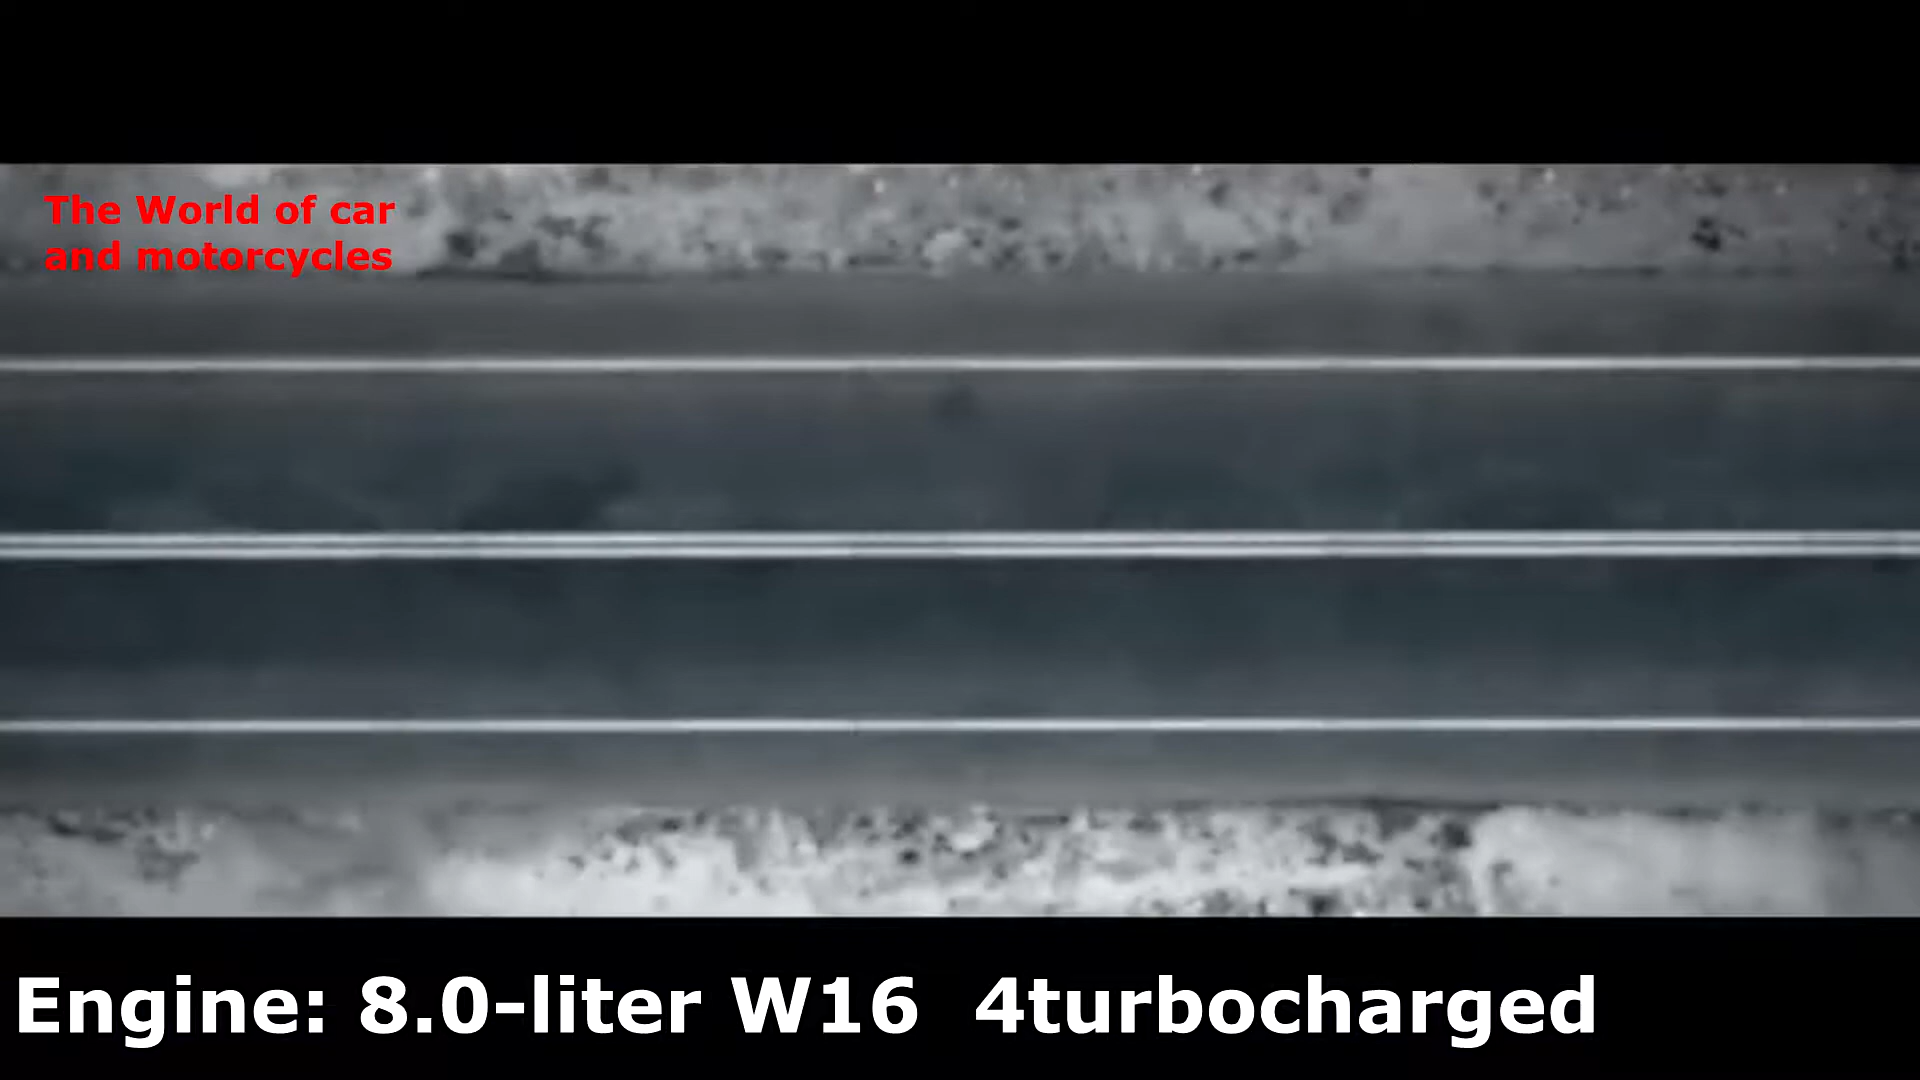 The World of car
and motorcycles
Engine: 8.0-liter W16  4turbocharged